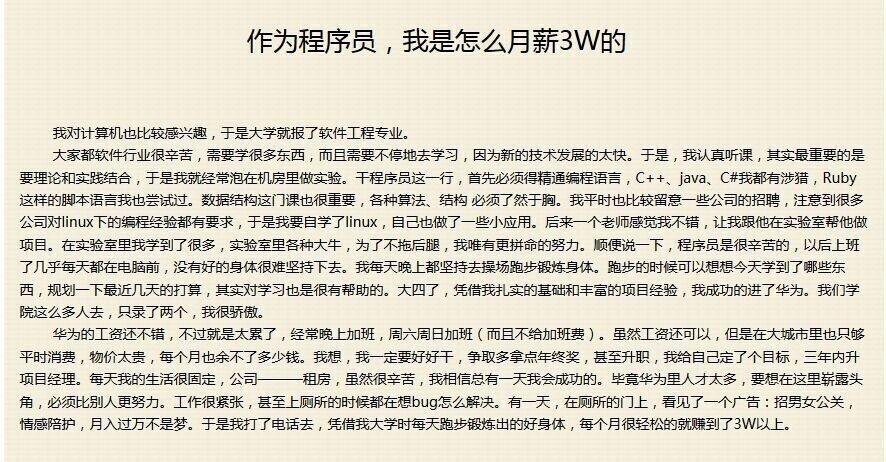 作为程序员，我是怎么月薪3W的
我对计算机也比较感兴趣，于是大学就报了软件工程专业。
大家都软件行业很辛苦，需要学很多东西，而且需要不停地去学习，因为新的技术发展的太快。于是，我认真听课，其实最重要的是
要理论和实践结合，于是我就经常泡在机房里做实验。干程序员这一行，首先必须得精通编程语言，C++、java、C#我都有涉猎，Ruby
这样的脚本语言我也尝试过。数据结构这门课也很重要，各种算法、结构 必须了然于胸。我平时也比较留意一些公司的招聘，注意到很多
公司对linux下的编程经验都有要求，于是我要自学了linux，自己也做了一些小应用。后来一个老师感觉我不错，让我跟他在实验室帮他做
项目。在实验室里我学到了很多，实验室里各种大牛，为了不拖后腿，我唯有更拼命的努力。顺便说一下，程序员是很辛苦的，以后上班
了几乎每天都在电脑前，没有好的身体很难坚持下去。我每天晚上都坚持去操场跑步锻炼身体。跑步的时候可以想想今天学到了哪些东
西，规划一下最近几天的打算，其实对学习也是很有帮助的。大四了，凭借我扎实的基础和丰富的项目经验，我成功的进了华为。我们学
院这么多人去，只录了两个，我很骄傲。
华为的工资还不错，不过就是太累了，经常晚上加班，周六周日加班（而且不给加班费）。虽然工资还可以，但是在大城市里也只够
平时消费，物价太贵，每个月也余不了多少钱。我想，我一定要好好干，争取多拿点年终奖，甚至升职，我给自己定了个目标，三年内升
项目经理。每天我的生活很固定，公司———租房，虽然很辛苦，我相信总有一天我会成功的。毕竟华为里人才太多，要想在这里崭露头
角，必须比别人更努力。工作很紧张，甚至上厕所的时候都在想bug怎么解决。有一天，在厕所的门上，看见了一个广告：招男女公关，
情感陪护，月入过万不是梦。于是我打了电话去，凭借我大学时每天跑步锻炼出的好身体，每个月很轻松的就赚到了3W以上。